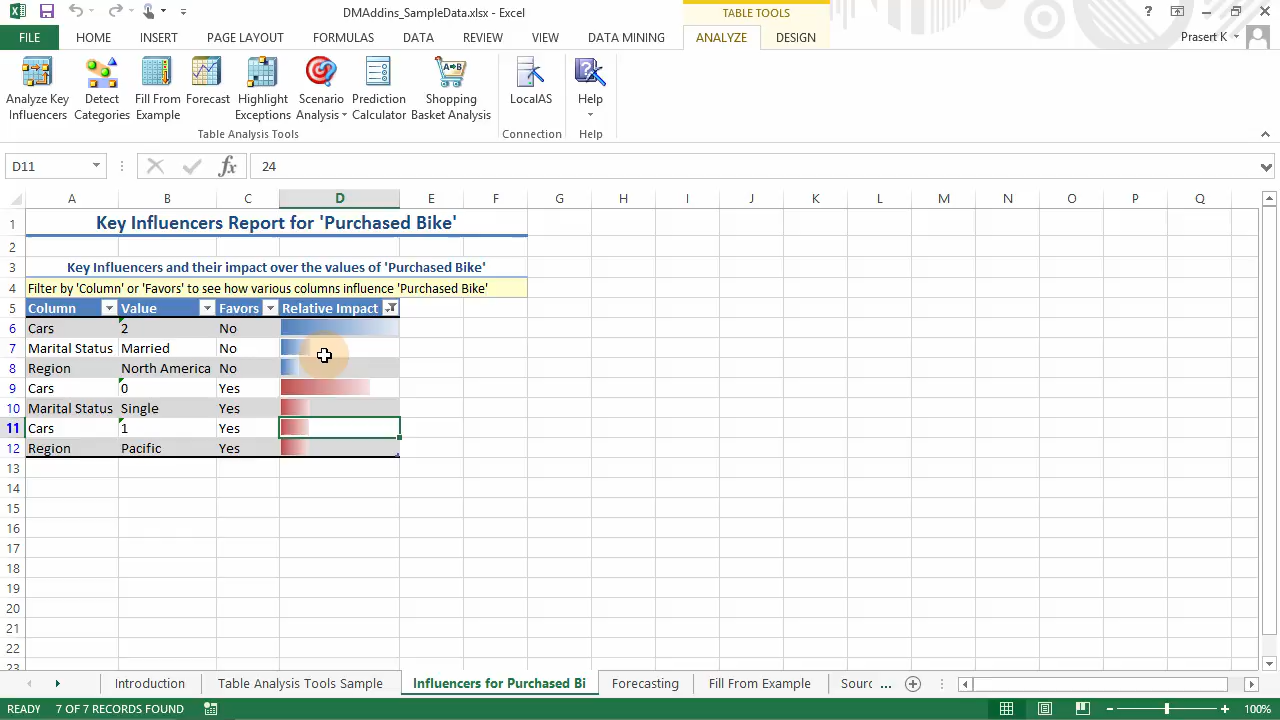 DMAddins_SampleData.xlsx - Excel
TABLE TOOLS
FILE
HOME
INSERT
PAGE LAYOUT
FORMULAS
DATA
REVIEW
VIEW
DATA MINING
ANALYZE
DESIGN
Prasert K
Analyze Key
Influencers
Detect
Categories
Fill From
Example
Forecast
Highlight
Exceptions
Scenario
Analysis
Prediction
Calculator
Shopping
Basket Analysis
LocalAS
Help
Table Analysis Tools
Connection
Help
D11
fx
24
A B C D E F G H I J K L M N O P Q
1 Key Influencers Report for 'Purchased Bike'
2
3 Key Influencers and their impact over the values of 'Purchased Bike'
4 Filter by 'Column' or 'Favors' to see how various columns influence 'Purchased Bike'
5 Column Value Favors Relative Impact
6 Cars 2 No
7 Marital Status Married No
8 Region North America No
9 Cars 0 Yes
10 Marital Status Single Yes
11 Cars 1 Yes
12 Region Pacific Yes
13
14
15
16
17
18
19
20
21
22
23
Introduction
Table Analysis Tools Sample
Influencers for Purchased Bi
Forecasting
Fill From Example
Sourc ...
READY
7 OF 7 RECORDS FOUND
100%